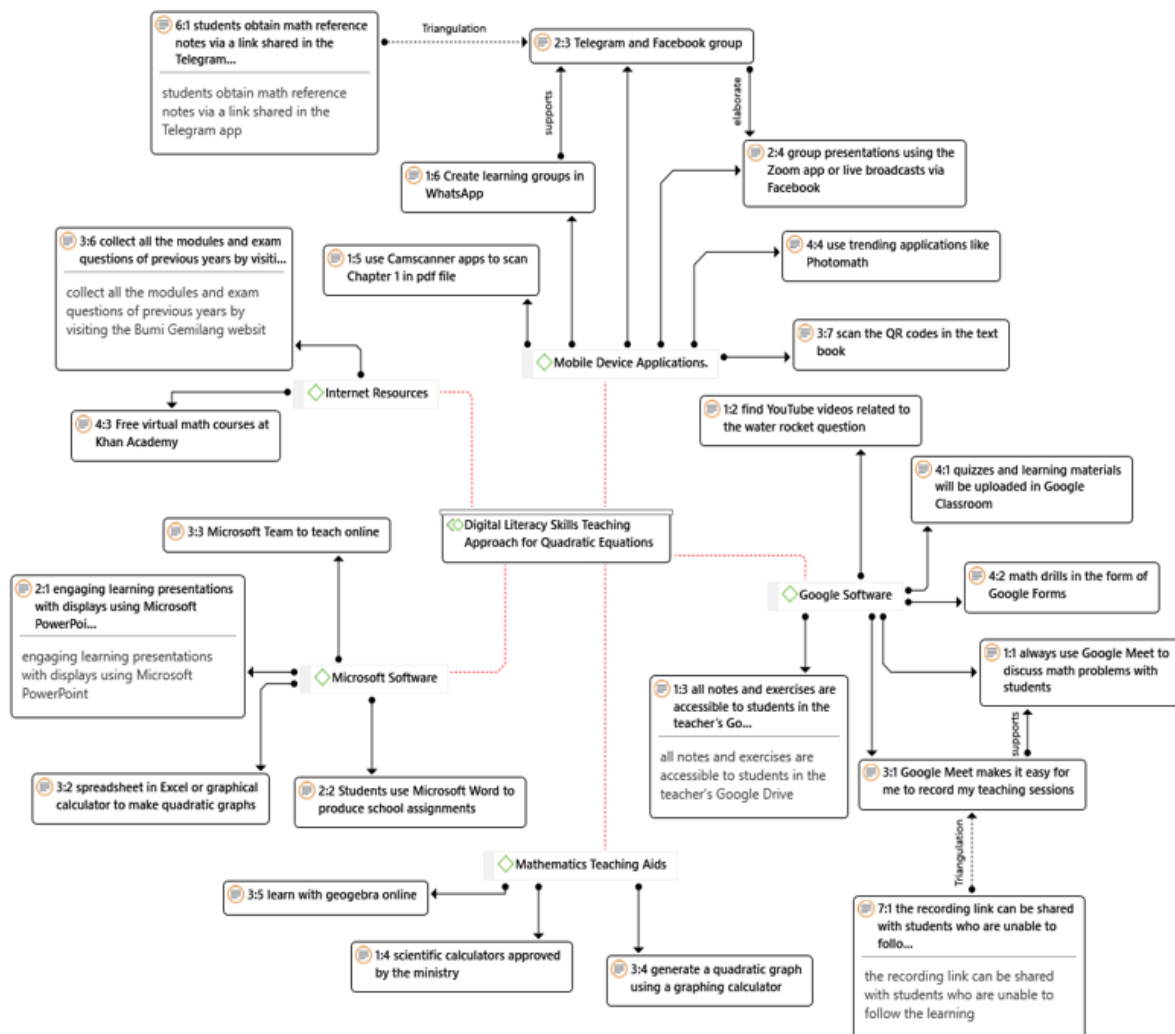 6:1 students obtain math reference
notes via a link shared in the
Telegram...
students obtain math reference
notes via a link shared in the
Telegram app
Triangulation
2:3 Telegram and Facebook group
supports
elaborate
1:6 Create learning groups in
WhatsApp
2:4 group presentations using the
Zoom app or live broadcasts via
Facebook
3:6 collect all the modules and exam
questions of previous years by visiti...
collect all the modules and exam
questions of previous years by
visiting the Bumi Gemilang websit
1:5 use Camscanner apps to scan
Chapter 1 in pdf file
4:4 use trending applications like
Photomath
3:7 scan the QR codes in the text
book
Mobile Device Applications.
Internet Resources
4:3 Free virtual math courses at
Khan Academy
1:2 find YouTube videos related to
the water rocket question
4:1 quizzes and learning materials
will be uploaded in Google
Classroom
3:3 Microsoft Team to teach online
Digital Literacy Skills Teaching
Approach for Quadratic Equations
2:1 engaging learning presentations
with displays using Microsoft
PowerPoi...
engaging learning presentations
with displays using Microsoft
PowerPoint
Google Software
4:2 math drills in the form of
Google Forms
Microsoft Software
1:1 always use Google Meet to
discuss math problems with
students
1:3 all notes and exercises are
accessible to students in the
teacher's Go...
all notes and exercises are
accessible to students in the
teacher's Google Drive
supports
3:2 spreadsheet in Excel or graphical
calculator to make quadratic graphs
2:2 Students use Microsoft Word to
produce school assignments
3:1 Google Meet makes it easy for
me to record my teaching sessions
Mathematics Teaching Aids
Triangulation
3:5 learn with geogebra online
1:4 scientific calculators approved
by the ministry
3:4 generate a quadratic graph
using a graphing calculator
7:1 the recording link can be shared
with students who are unable to
follo...
the recording link can be shared
with students who are unable to
follow the learning